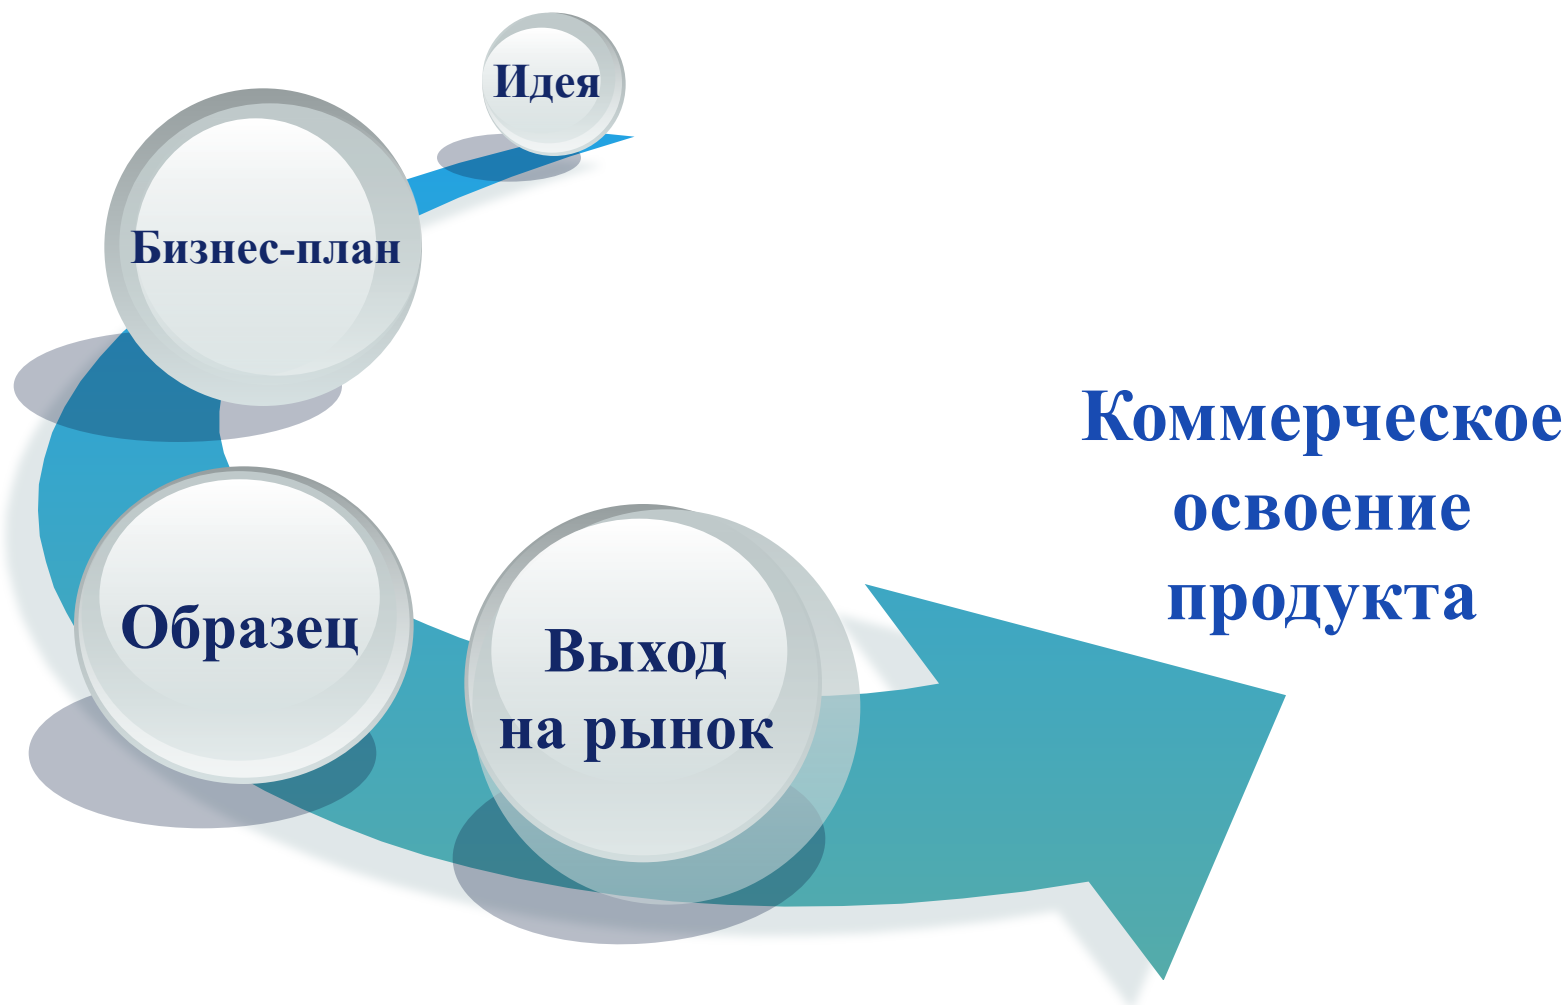 Идея
Бизнес-план
Образец
Выход
на рынок
Коммерческое
освоение
продукта